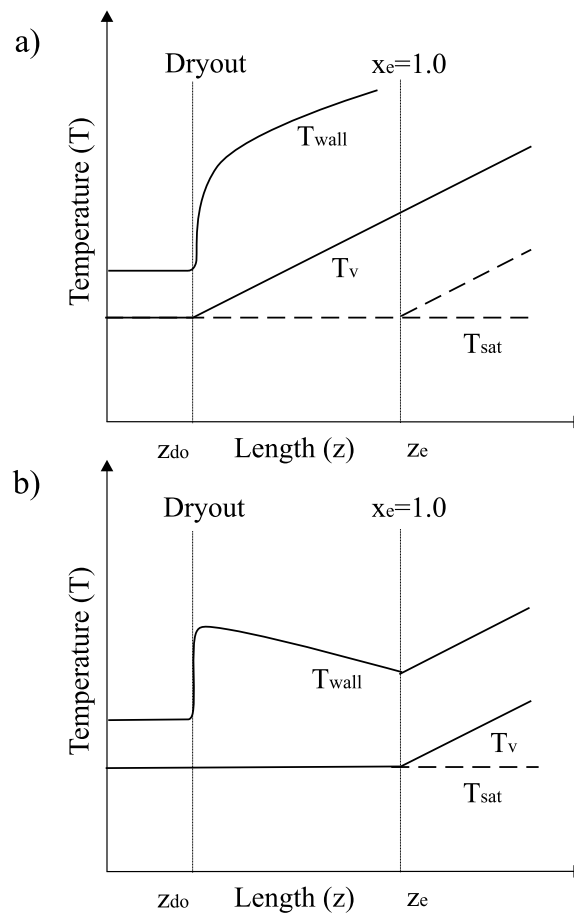 a)
Dryout xe=1.0
Twall
Temperature (T)
Tv
Tsat
zdo Length (z) ze
b)
Dryout xe=1.0
Twall
Temperature (T)
Tv
Tsat
zdo Length (z) ze